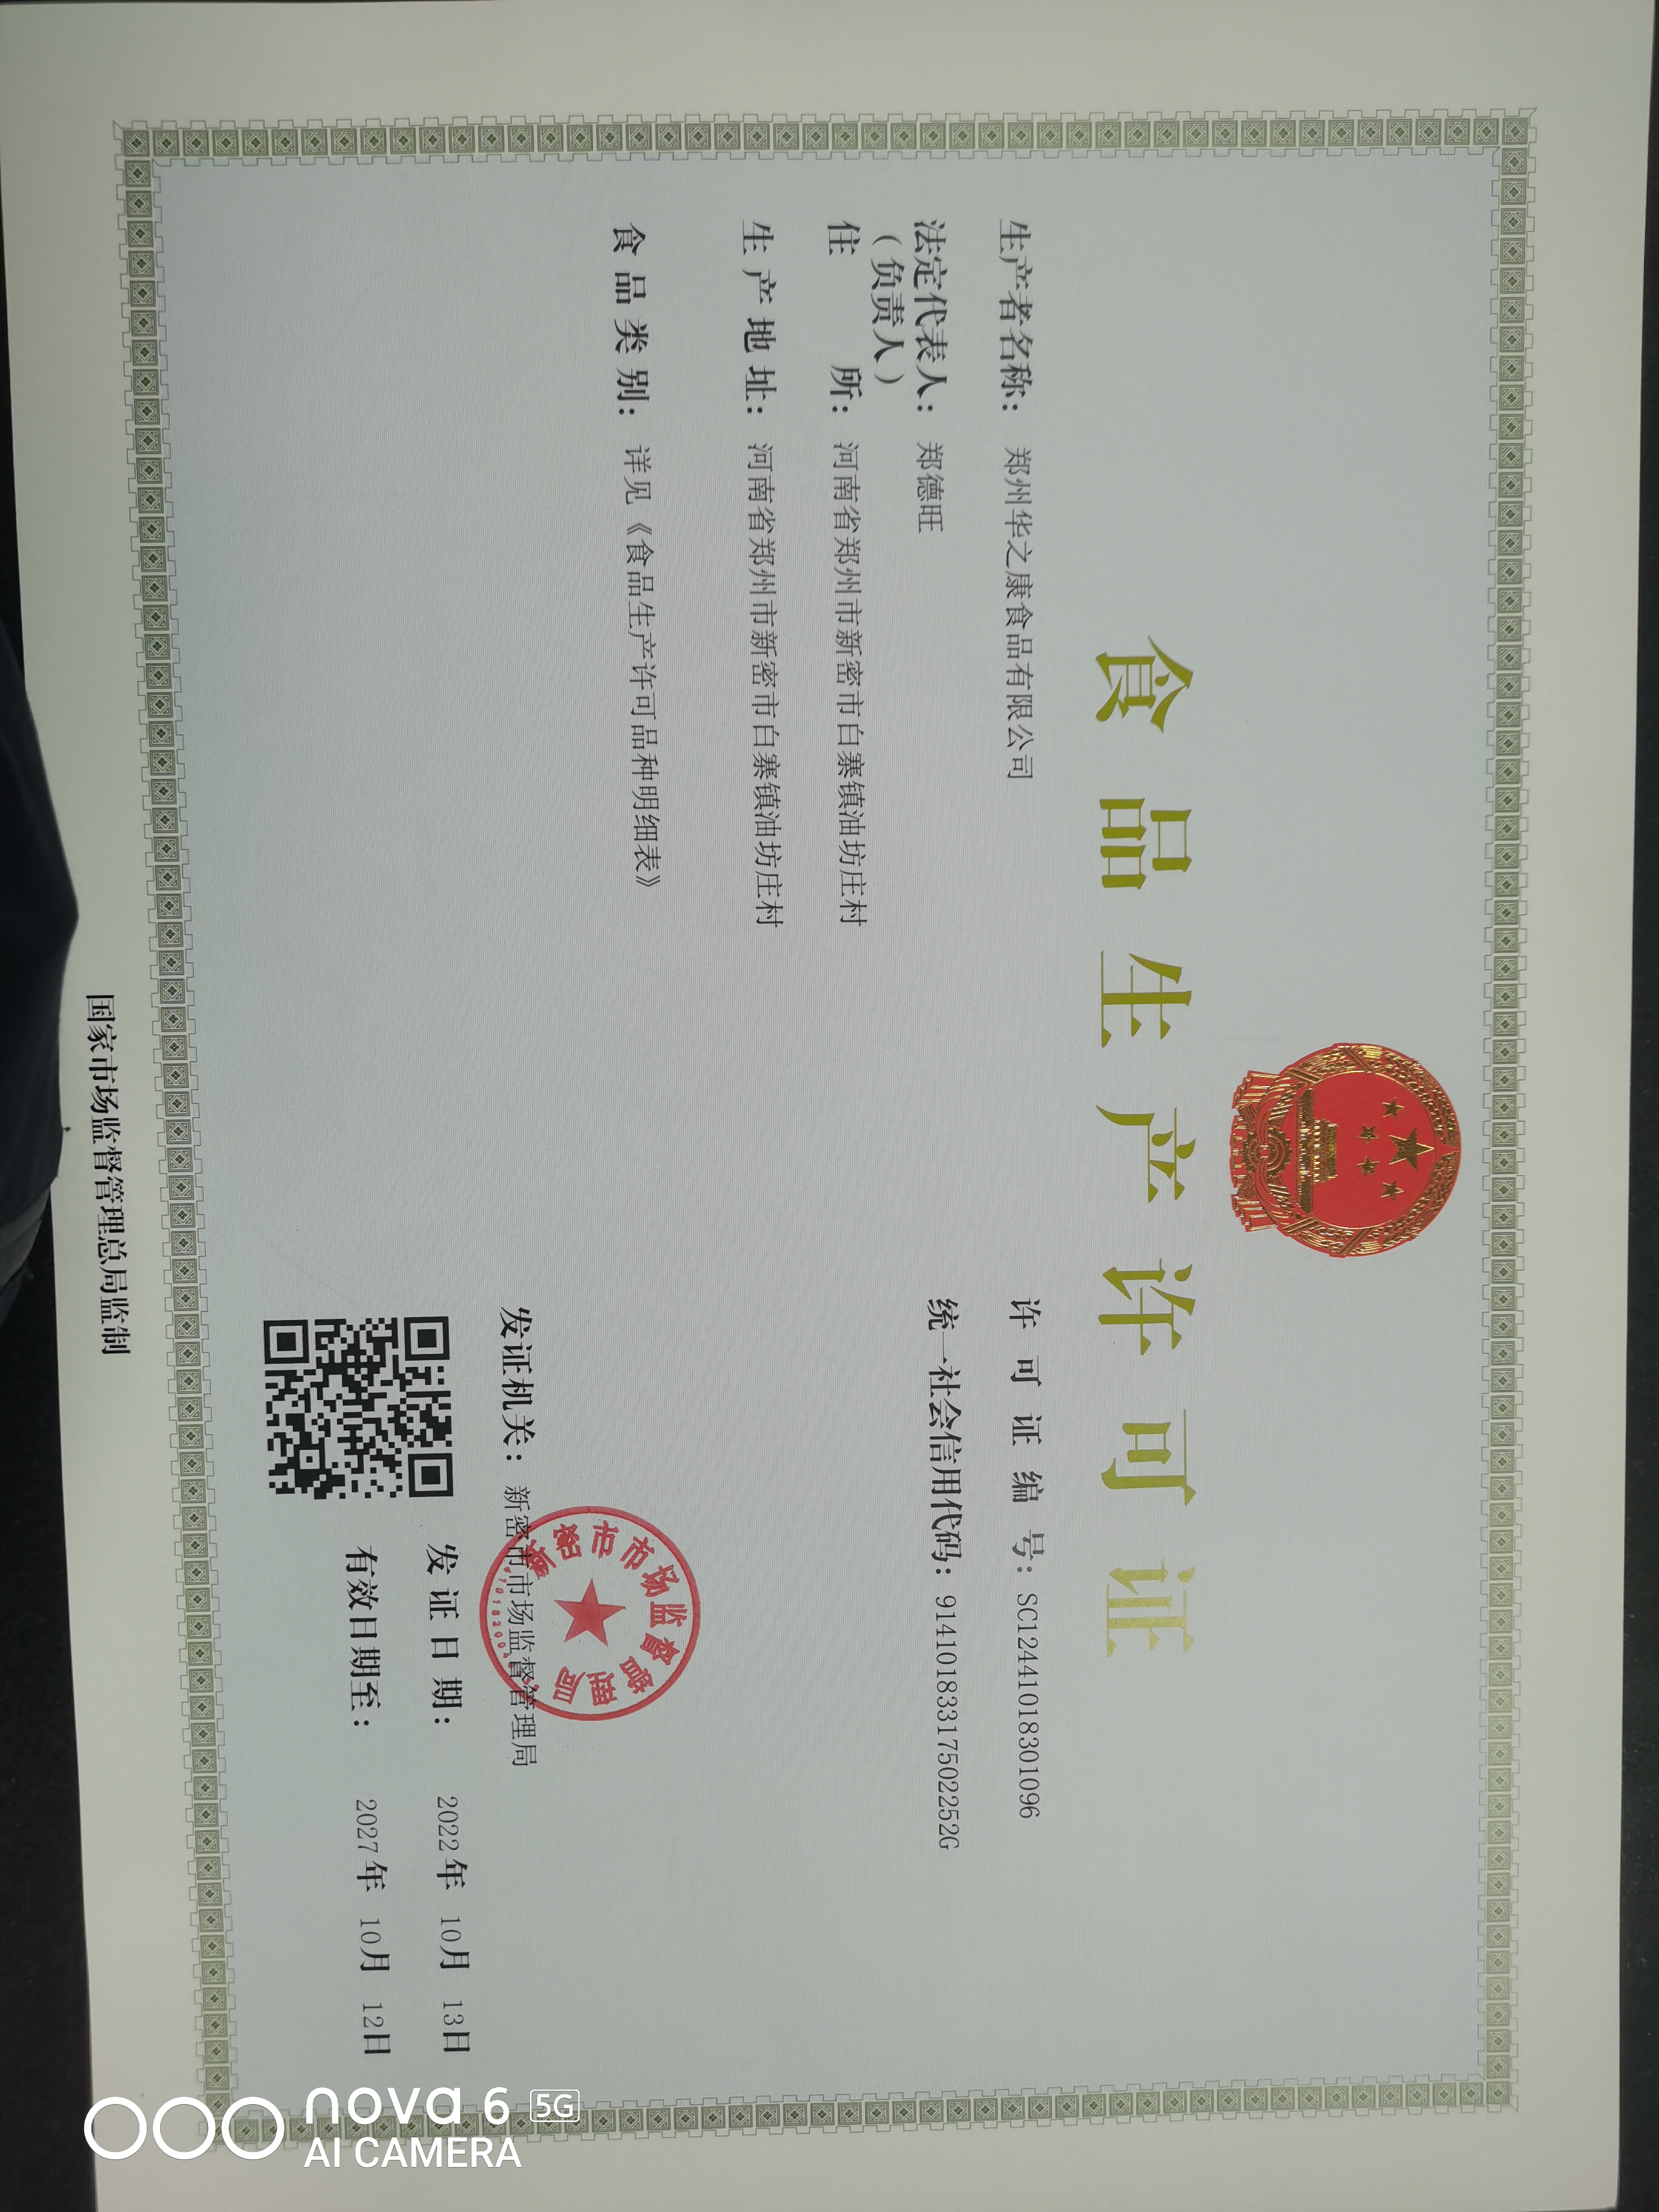 食品生产许可证
生产者名称：郑州华之康食品有限公司
许可证编号：SC12441018301096
法定代表人：郑德旺
（负责人）
统一社会信用代码：91410183317502252G
住所：河南省郑州市新密市白寨镇油坊庄村
生产地址：河南省郑州市新密市白寨镇油坊庄村
食品类别：详见《食品生产许可品种明细表》
发证机关：新密市市场监督管理局
新密市市场监督管理局
发证日期：2022年 10月 13日
有效日期至：2027年 10月 12日
国家市场监督管理总局监制
nova 6 5G
AI CAMERA